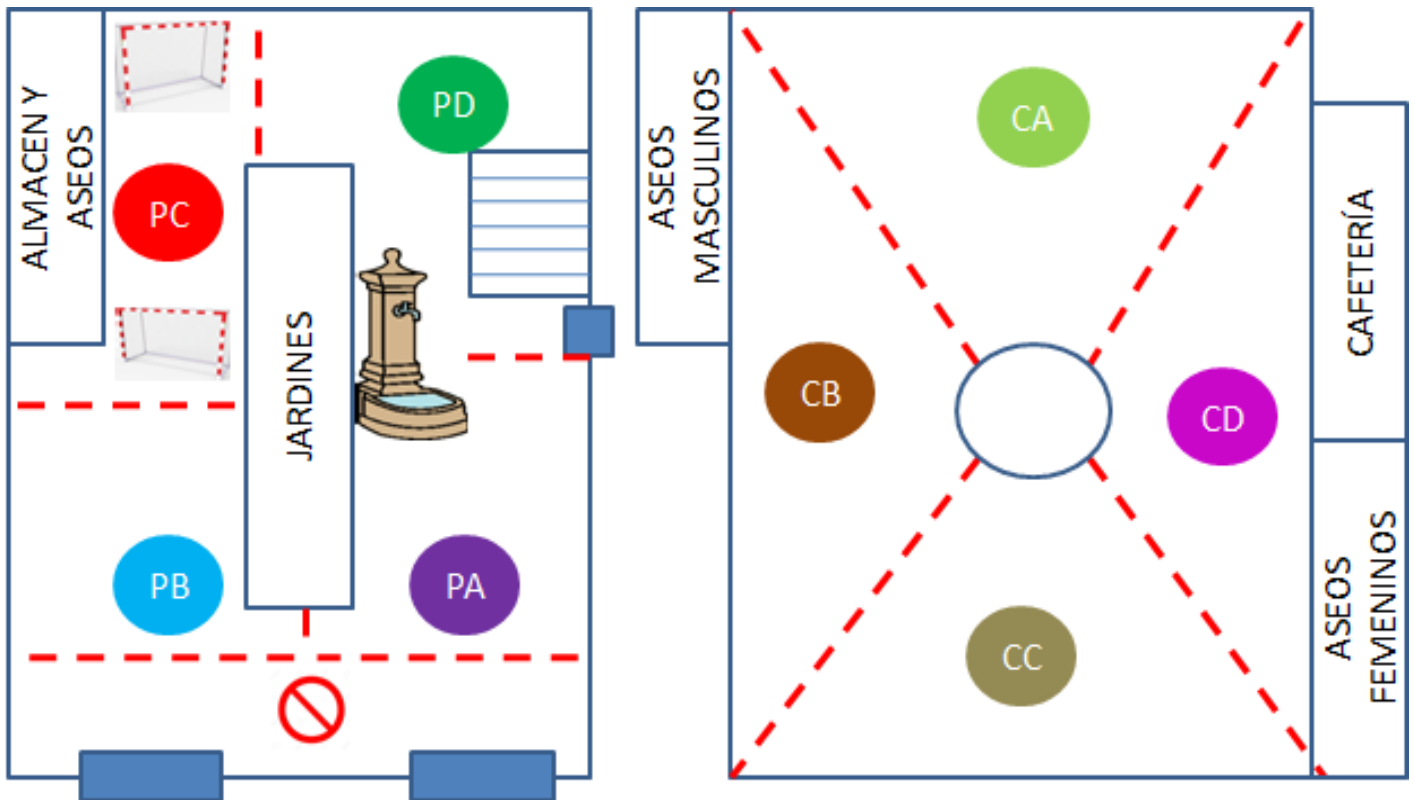 ALMACEN Y
ASEOS
PC
PD
JARDINES
PB
PA
ASEOS
MASCULINOS
CA
CB
CD
CC
CAFETERÍA
ASEOS
FEMENINOS